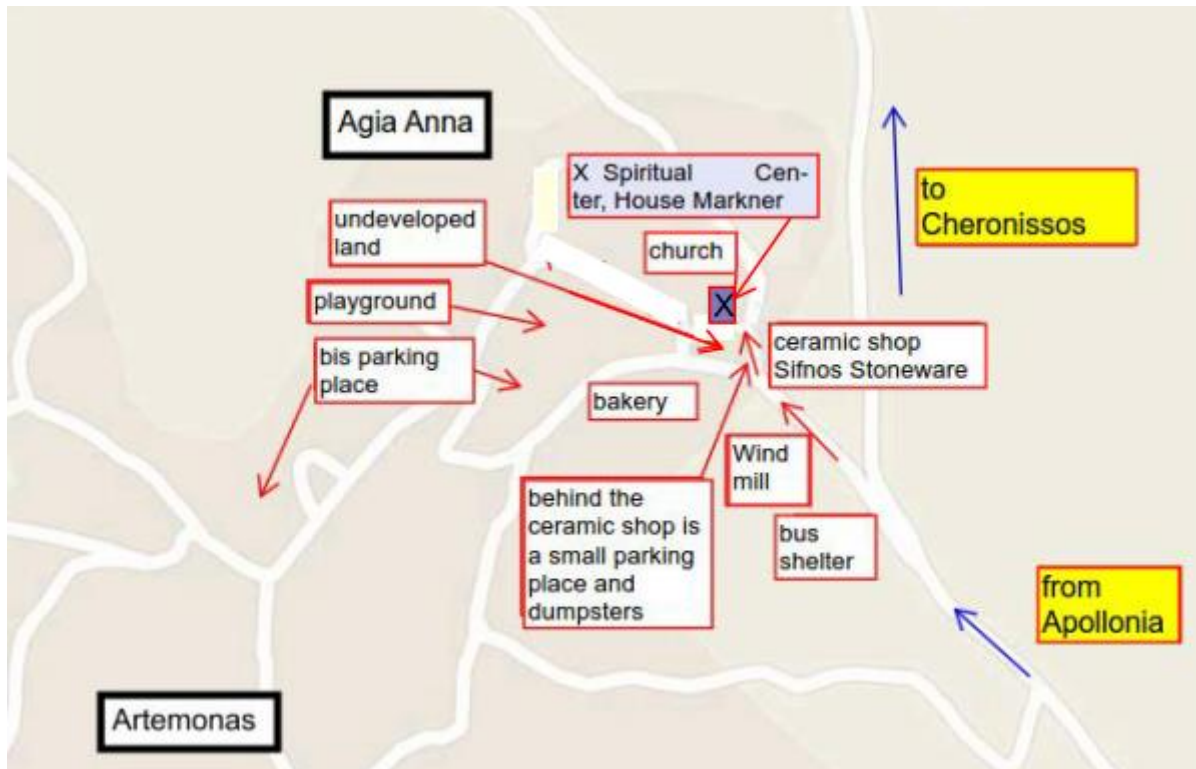 Agia Anna
X Spiritual Cen-
ter, House Markner
to
Cheronissos
undeveloped
land
church
playground
bis parking
place
ceramic shop
Sifnos Stoneware
bakery
Wind
mill
behind the
ceramic shop is
a small parking
place and
dumpsters
bus
shelter
from
Apollonia
Artemonas
X